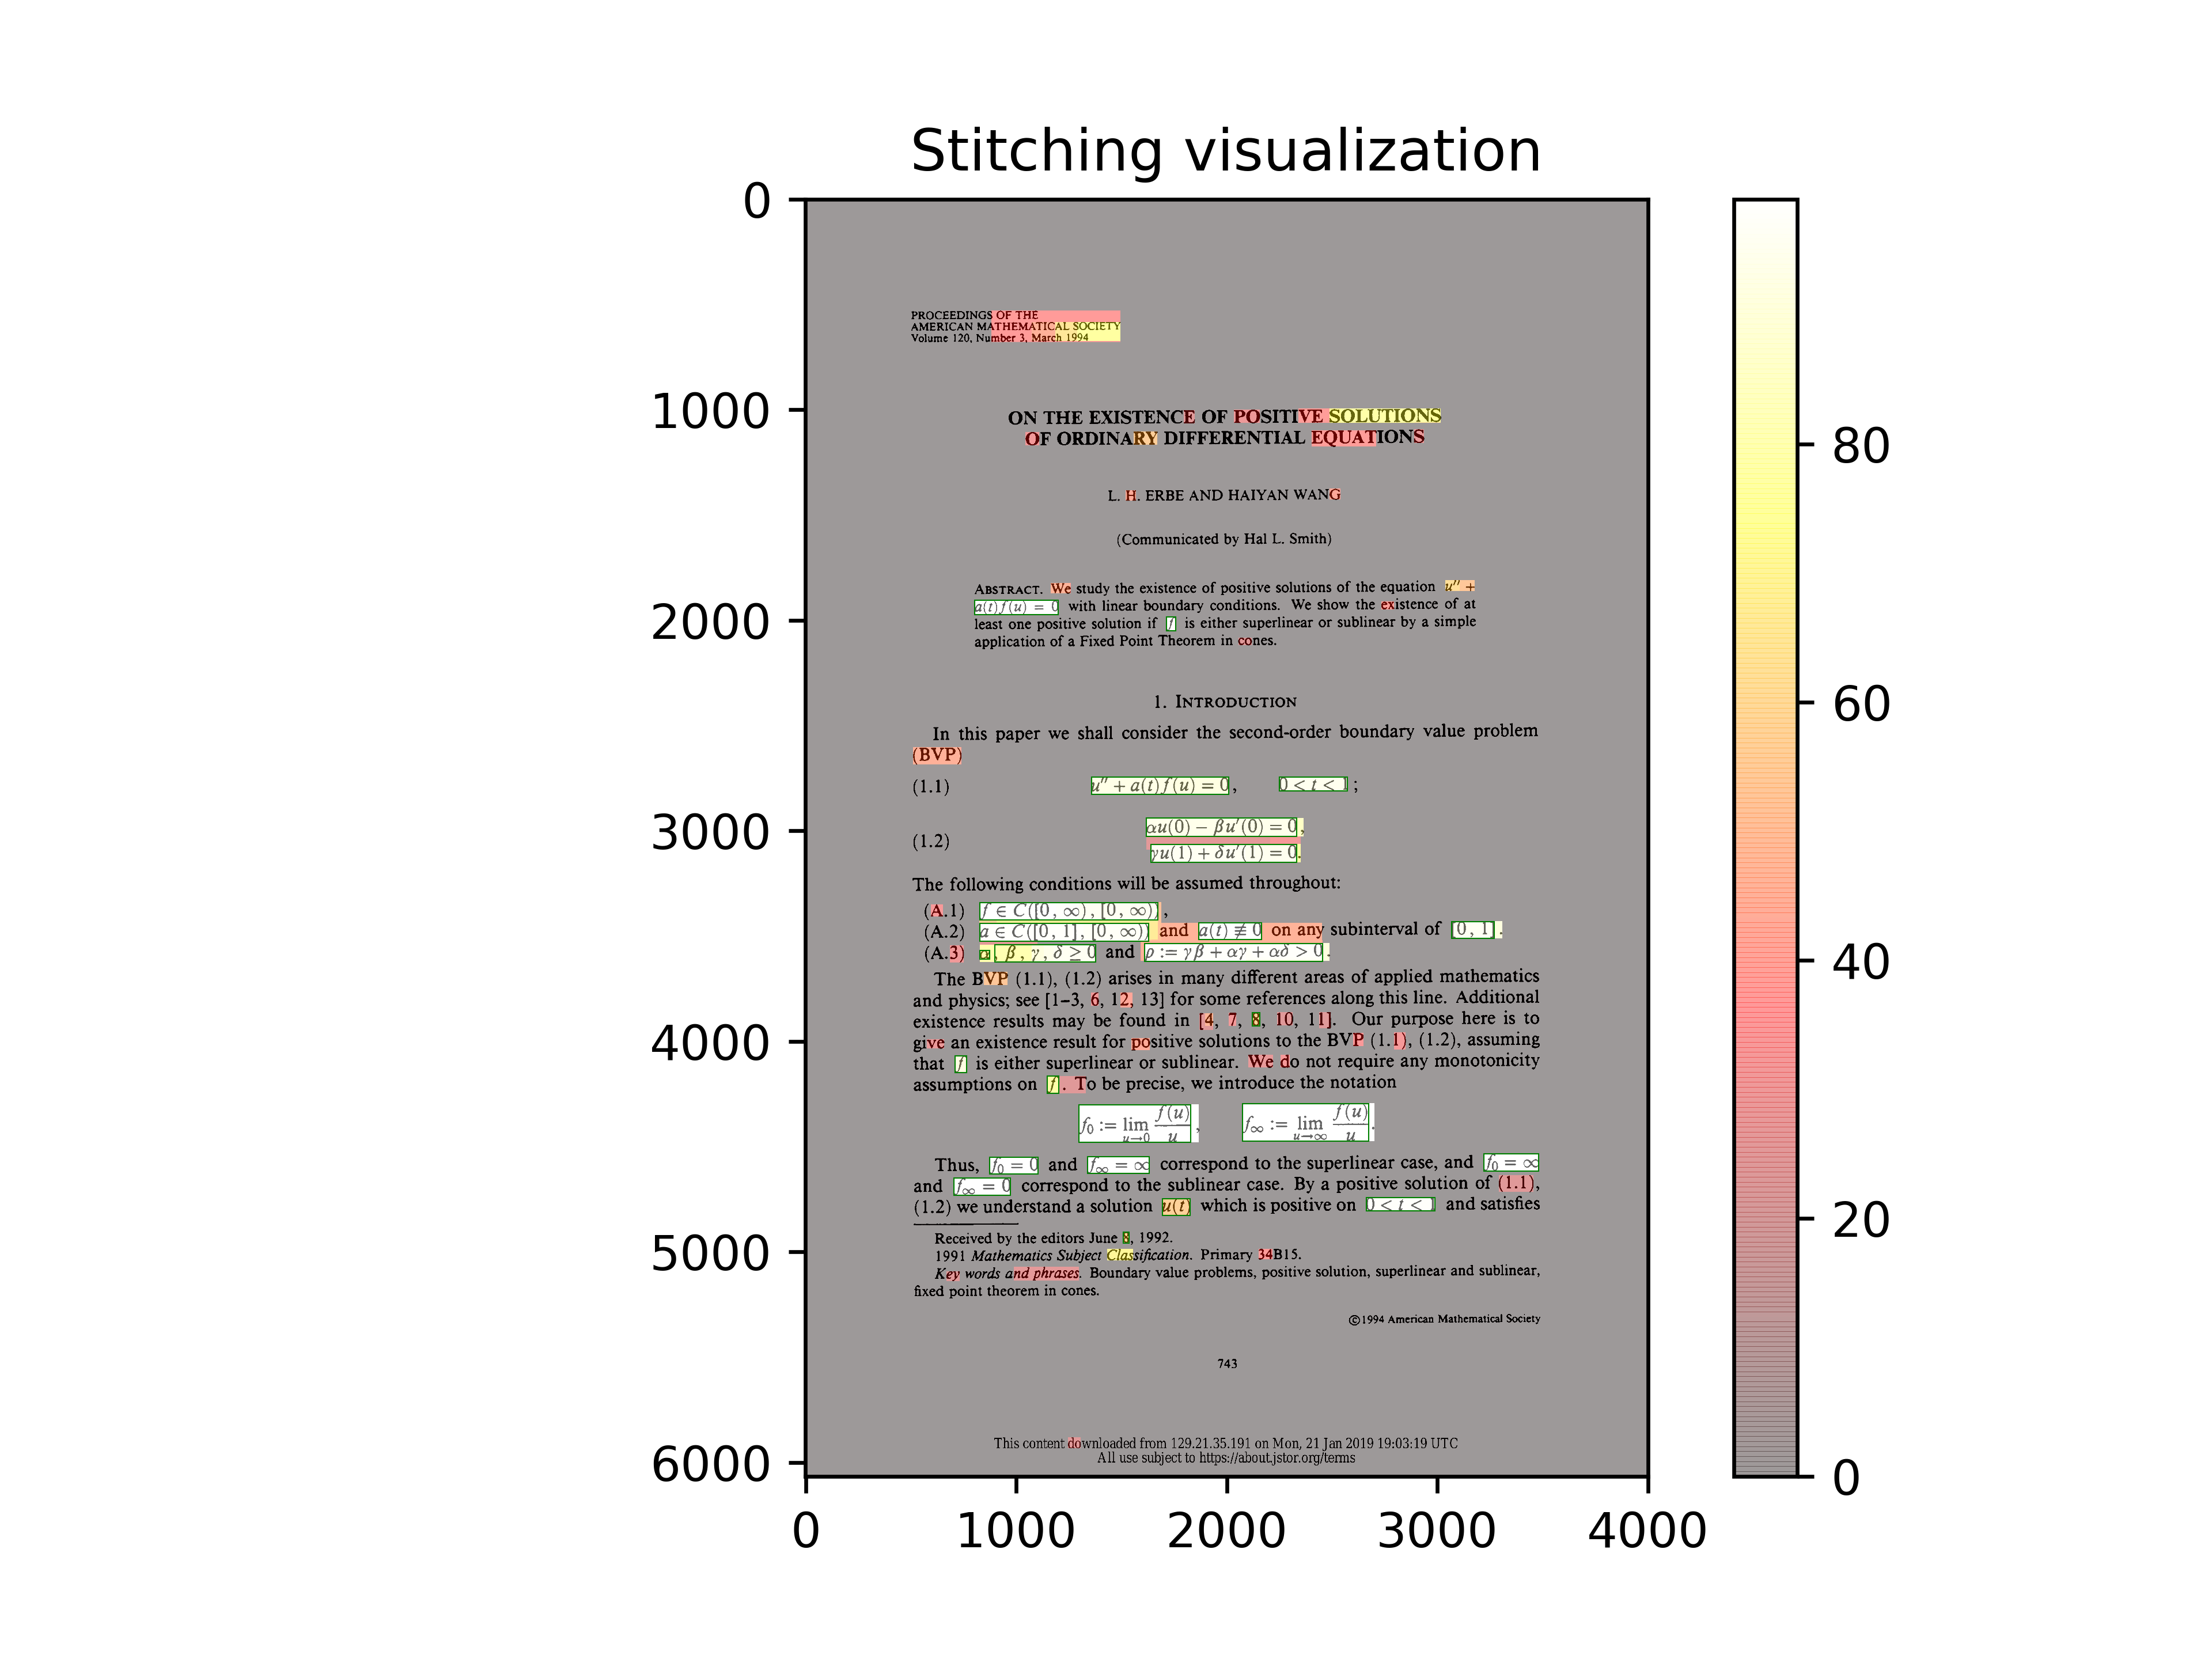 Stitching visualization
0
1000
2000
3000
4000
5000
6000
PROCEEDINGS OF THE
AMERICAN MATHEMATICAL SOCIETY
Volume 120, Number 3, March 1994
ON THE EXISTENCE OF POSITIVE SOLUTIONS
OF ORDINARY DIFFERENTIAL EQUATIONS
L. H. ERBE AND HAIYAN WANG
(Communicated by Hal L. Smith)
ABSTRACT. We study the existence of positive solutions of the equation u″ +
a(t)f(u) = 0 with linear boundary conditions. We show the existence of at
least one positive solution if f is either superlinear or sublinear by a simple
application of a Fixed Point Theorem in cones.
1. INTRODUCTION
In this paper we shall consider the second-order boundary value problem
(BVP)
(1.1) u″ + a(t)f(u) = 0, 0 < t < 1;
(1.2) αu(0) − βu′(0) = 0,
γu(1) + δu′(1) = 0.
The following conditions will be assumed throughout:
(A.1) f ∈ C([0, ∞), [0, ∞)),
(A.2) a ∈ C([0, 1], [0, ∞)) and a(t) ≢ 0 on any subinterval of [0, 1].
(A.3) α, β, γ, δ ≥ 0 and ρ := γβ + αγ + αδ > 0.
The BVP (1.1), (1.2) arises in many different areas of applied mathematics
and physics; see [1–3, 6, 12, 13] for some references along this line. Additional
existence results may be found in [4, 7, 8, 10, 11]. Our purpose here is to
give an existence result for positive solutions to the BVP (1.1), (1.2), assuming
that f is either superlinear or sublinear. We do not require any monotonicity
assumptions on f. To be precise, we introduce the notation
f₀ := lim u→0 f(u)/u, f∞ := lim u→∞ f(u)/u.
Thus, f₀ = 0 and f∞ = ∞ correspond to the superlinear case, and f₀ = ∞
and f∞ = 0 correspond to the sublinear case. By a positive solution of (1.1),
(1.2) we understand a solution u(t) which is positive on 0 < t < 1 and satisfies
Received by the editors June 8, 1992.
1991 Mathematics Subject Classification. Primary 34B15.
Key words and phrases. Boundary value problems, positive solution, superlinear and sublinear,
fixed point theorem in cones.
©1994 American Mathematical Society
743
This content downloaded from 129.21.35.191 on Mon, 21 Jan 2019 19:03:19 UTC
All use subject to https://about.jstor.org/terms
0 1000 2000 3000 4000
80
60
40
20
0